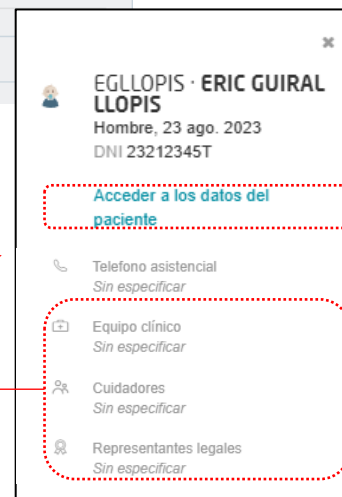 EGLLOPIS · ERIC GUIRAL
LLOPIS
Hombre, 23 ago. 2023
DNI 23212345T
Acceder a los datos del
paciente
Telefono asistencial
Sin especificar
Equipo clínico
Sin especificar
Cuidadores
Sin especificar
Representantes legales
Sin especificar